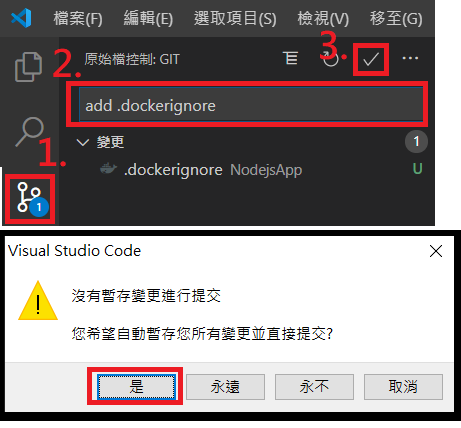 檔案(F) 編輯(E) 選取項目(S) 檢視(V) 移至(G)
2. 原始檔控制: GIT 3.
add .dockerignore
1. 變更 1
.dockerignore NodejsApp U
1
Visual Studio Code
沒有暫存變更進行提交
您希望自動暫存您所有變更並直接提交?
是 永遠 永不 取消